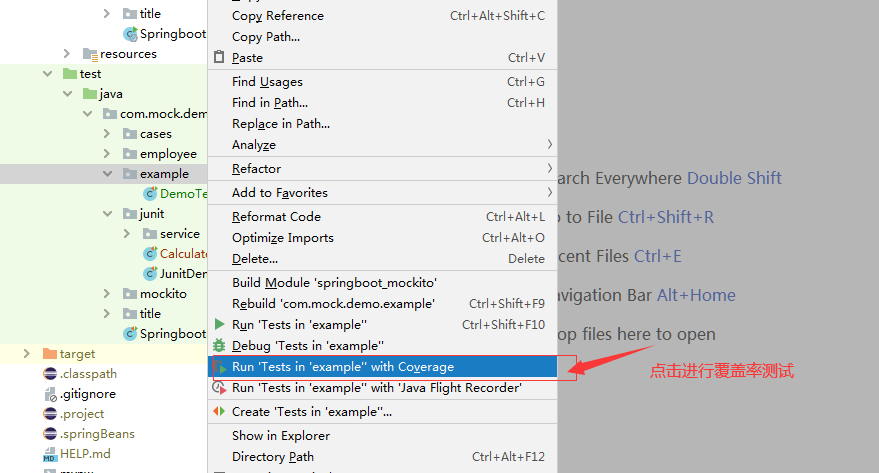 title
Springboot
resources
test
java
com.mock.dem
cases
employee
example
DemoTe
junit
service
Calculat
JunitDem
mockito
title
Springboot
target
.classpath
.gitignore
.project
.springBeans
HELP.md
Copy Reference Ctrl+Alt+Shift+C
Copy Path...
Paste Ctrl+V
Find Usages Ctrl+G
Find in Path... Ctrl+H
Replace in Path...
Analyze
Refactor
Add to Favorites
Reformat Code Ctrl+Alt+L
Optimize Imports Ctrl+Alt+O
Delete... Delete
Build Module 'springboot_mockito'
Rebuild 'com.mock.demo.example' Ctrl+Shift+F9
Run 'Tests in 'example'' Ctrl+Shift+F10
Debug 'Tests in 'example''
Run 'Tests in 'example'' with Coverage
Run 'Tests in 'example'' with 'Java Flight Recorder'
Create 'Tests in 'example''...
Show in Explorer
Directory Path Ctrl+Alt+F12
arch Everywhere Double Shift
to File Ctrl+Shift+R
cent Files Ctrl+E
vigation Bar Alt+Home
op files here to open
点击进行覆盖率测试